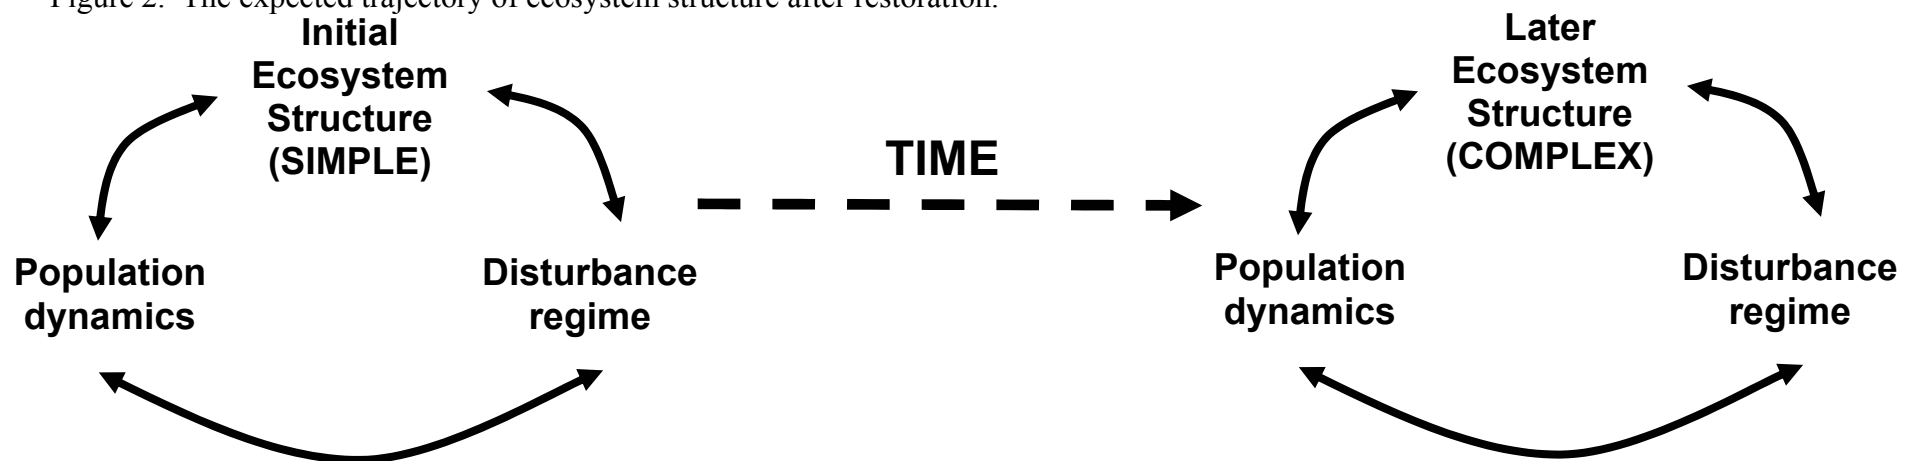 Figure 2. The expected trajectory of ecosystem structure after restoration.
Initial
Ecosystem
Structure
(SIMPLE)
Population
dynamics
Disturbance
regime
TIME
Later
Ecosystem
Structure
(COMPLEX)
Population
dynamics
Disturbance
regime